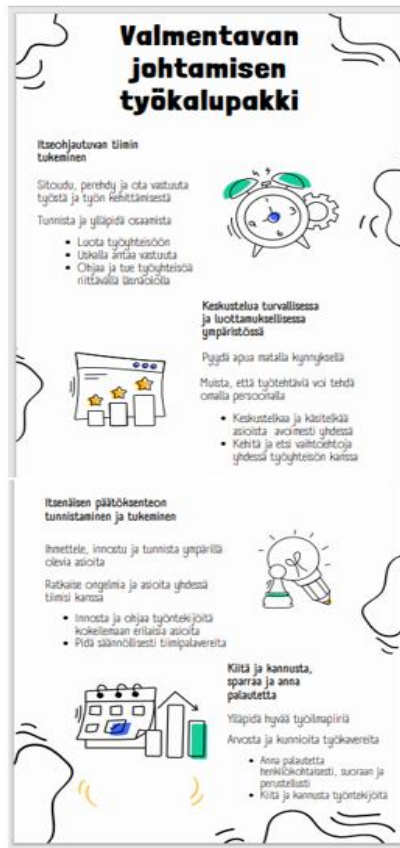 Valmentavan
johtamisen
työkalupakki
Itseohjautuvan tiimin
tukeminen
Sitoudu, perehdy ja ota vastuuta
työstä ja työn kehittämisestä
Tunnista ja ylläpidä osaamista
• Luota työyhteisöön
• Uskalla antaa vastuuta
• Ohjaa ja tue työyhteisöä
riittävällä läsnäololla
Keskustelua turvallisessa
ja luottamuksellisessa
ympäristössä
Pyydä apua matalla kynnyksellä
Muista, että työtehtäviä voi tehdä
omalla persoonalla
• Keskustelkaa ja käsitelkää
asioista avoimesti yhdessä
• Kehitä ja etsi vaihtoehtoja
yhdessä työyhteisön kanssa
Itsenäisen päätöksenteon
tunnistaminen ja tukeminen
Ihmettele, innostu ja tunnista ympärillä
olevia asioita
Ratkaise ongelmia ja asioita yhdessä
tiimisi kanssa
• Innosta ja ohjaa työntekijöitä
kokeilemaan erilaisia asioita
• Pidä säännöllisesti tiimipalavereita
Kiitä ja kannusta,
sparraa ja anna
palautetta
Ylläpidä hyvää työilmapiiriä
Arvosta ja kunnioita työkavereita
• Anna palautetta
henkilökohtaisesti, suoraan ja
perustellusti
• Kiitä ja kannusta työntekijöitä